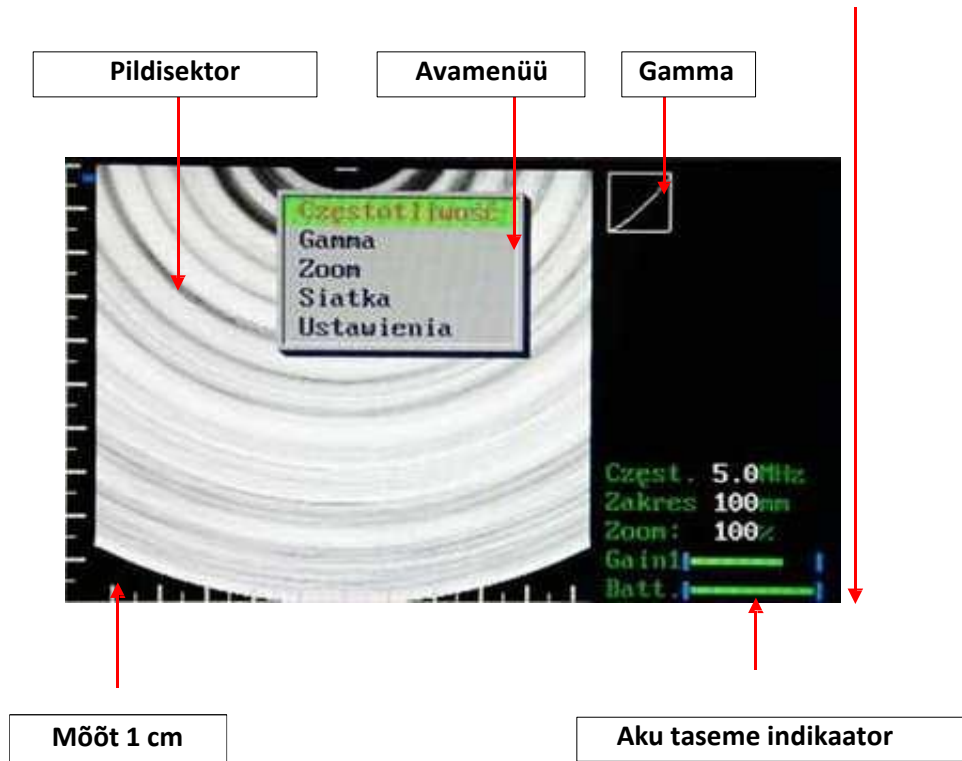 Pildisektor
Avamenüü
Gamma
Częstotliwość
Gamma
Zoom
Siatka
Ustawienia
Częst. 5.0MHz
Zakres 100mm
Zoom: 100%
Gain1
Batt.
Mõõt 1 cm
Aku taseme indikaator